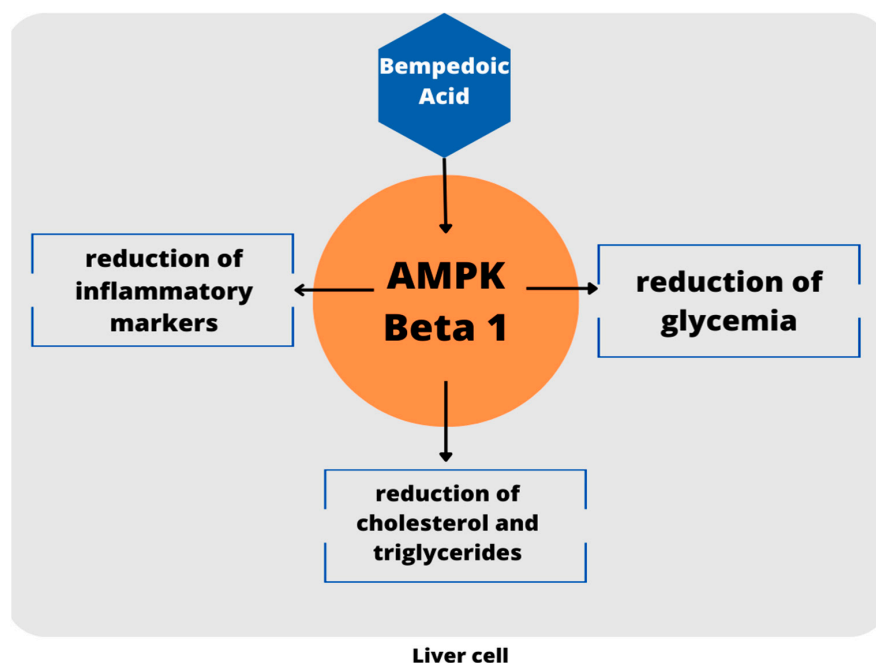 Bempedoic
Acid
reduction of
inflammatory
markers
AMPK
Beta 1
reduction of
glycemia
reduction of
cholesterol and
triglycerides
Liver cell